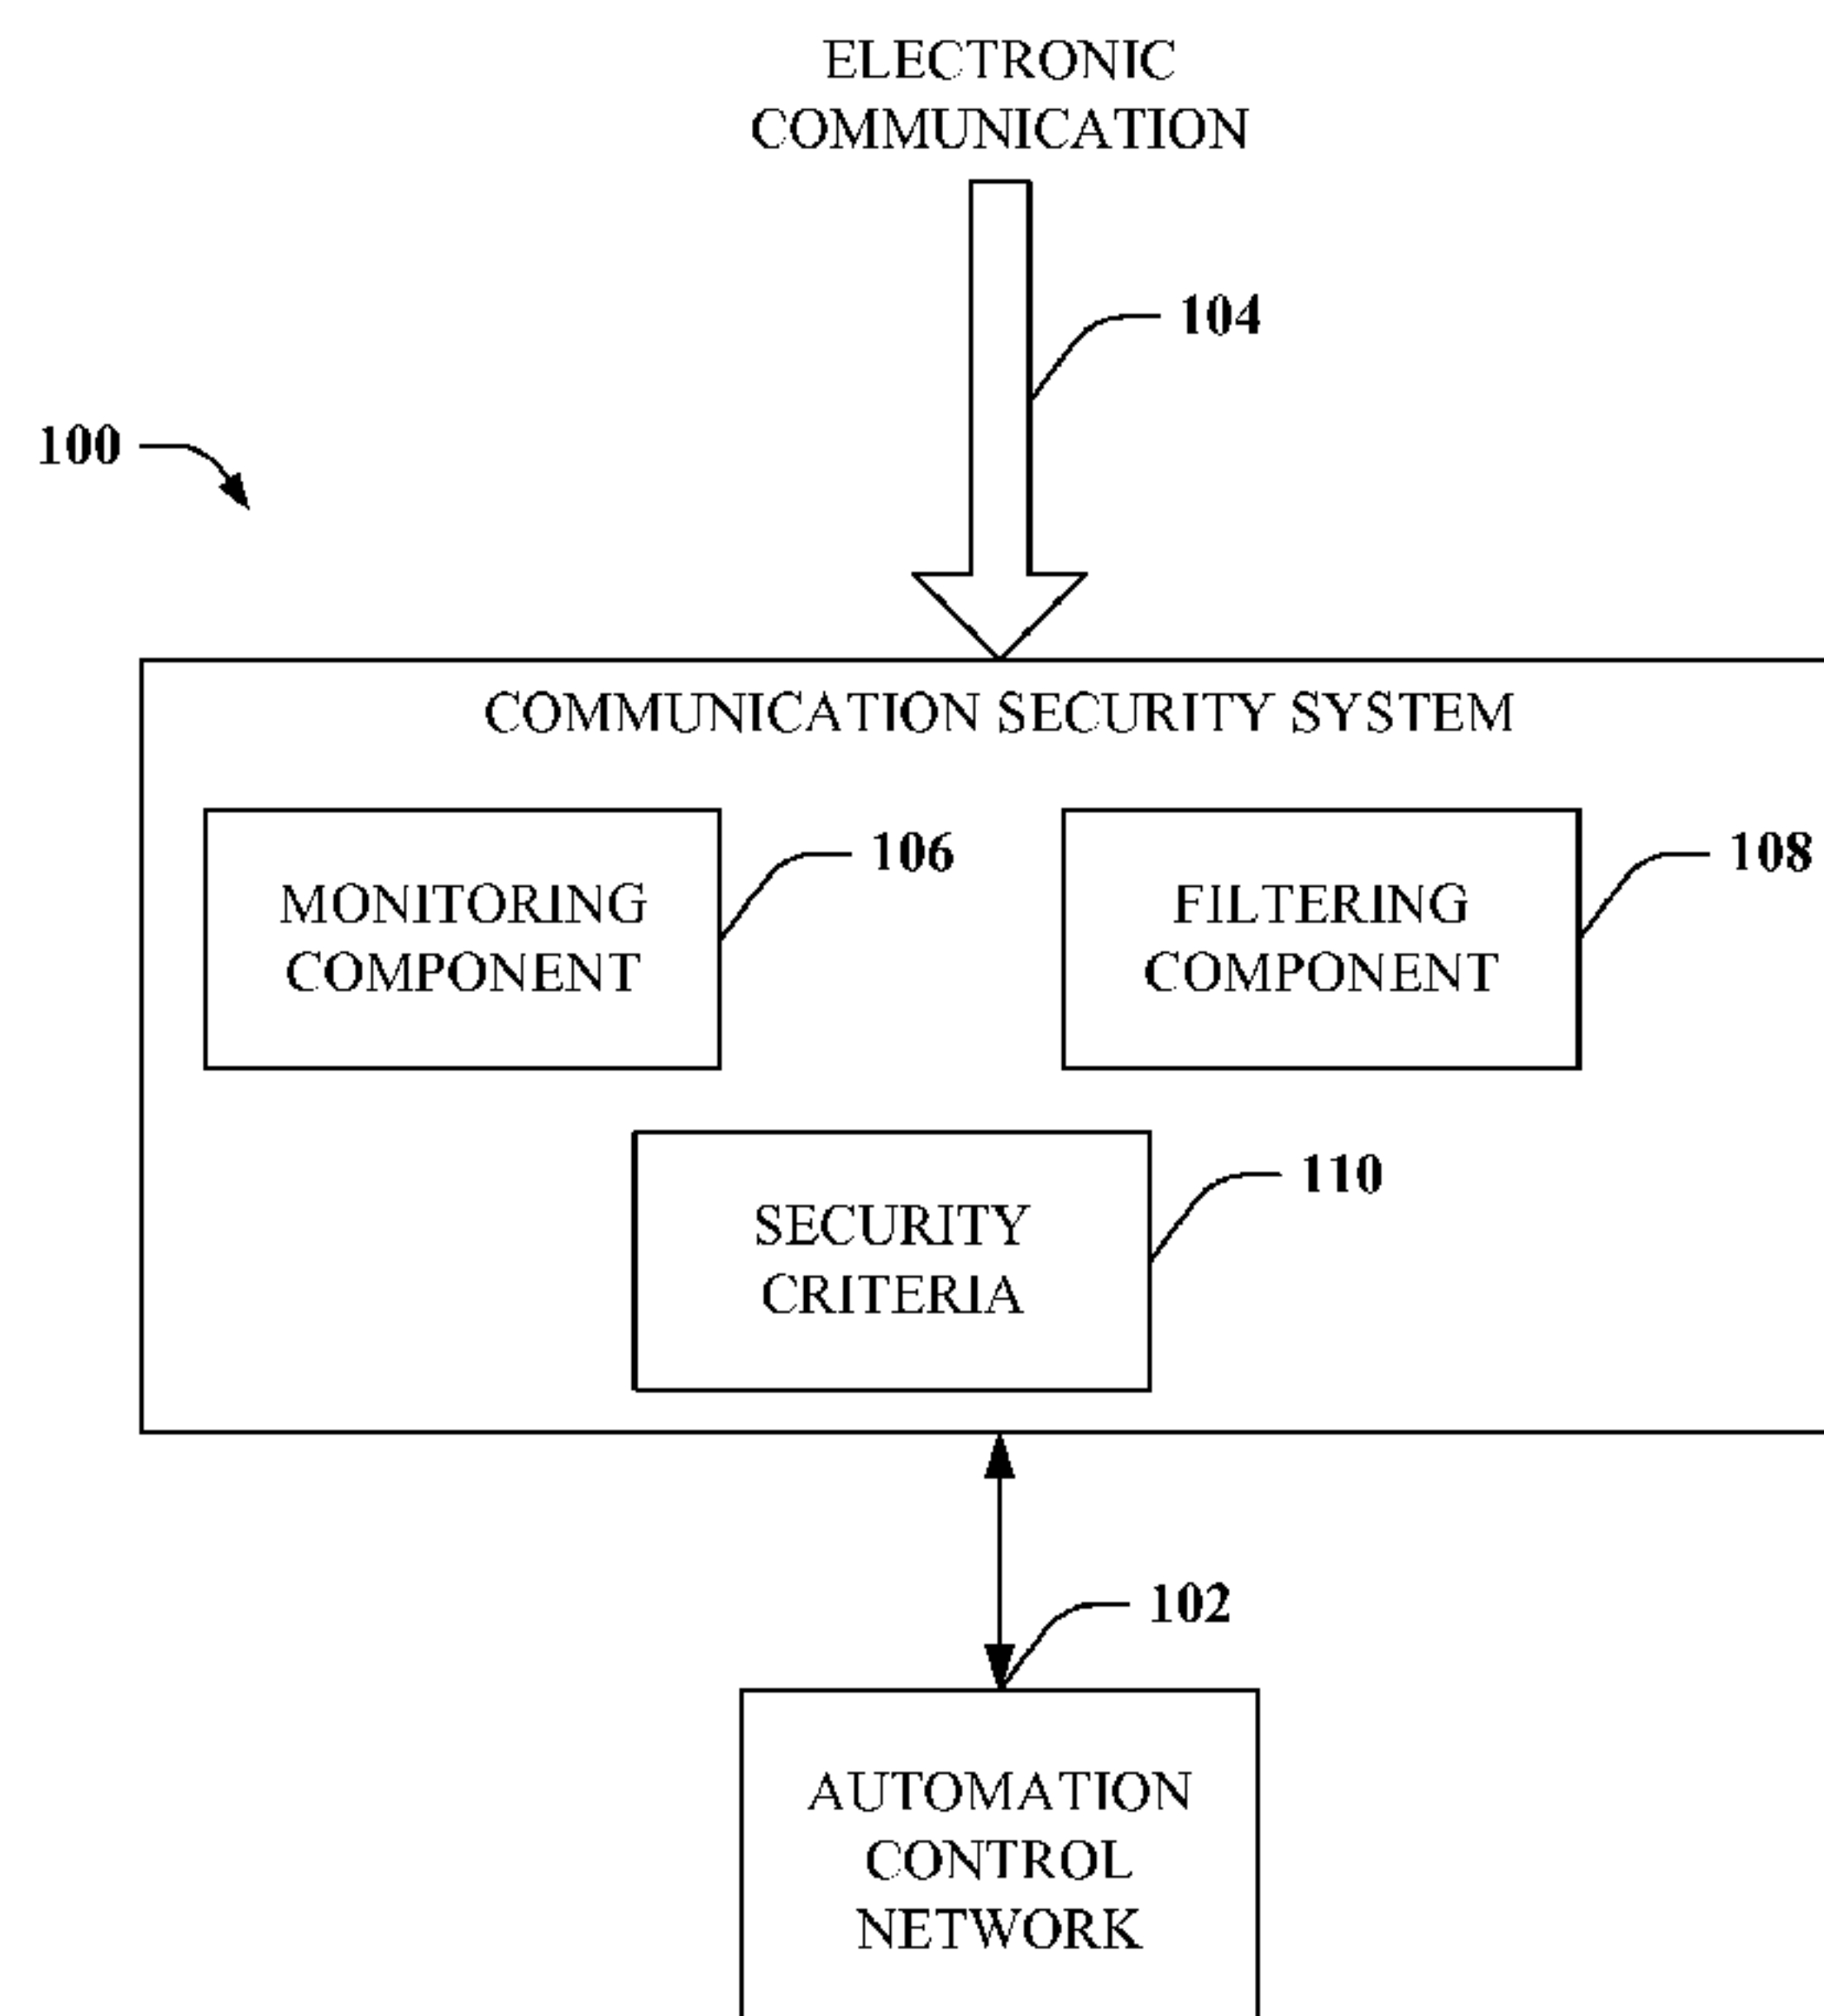 ELECTRONIC
COMMUNICATION
104
100
COMMUNICATION SECURITY SYSTEM
106
108
MONITORING
COMPONENT
FILTERING
COMPONENT
110
SECURITY
CRITERIA
102
AUTOMATION
CONTROL
NETWORK